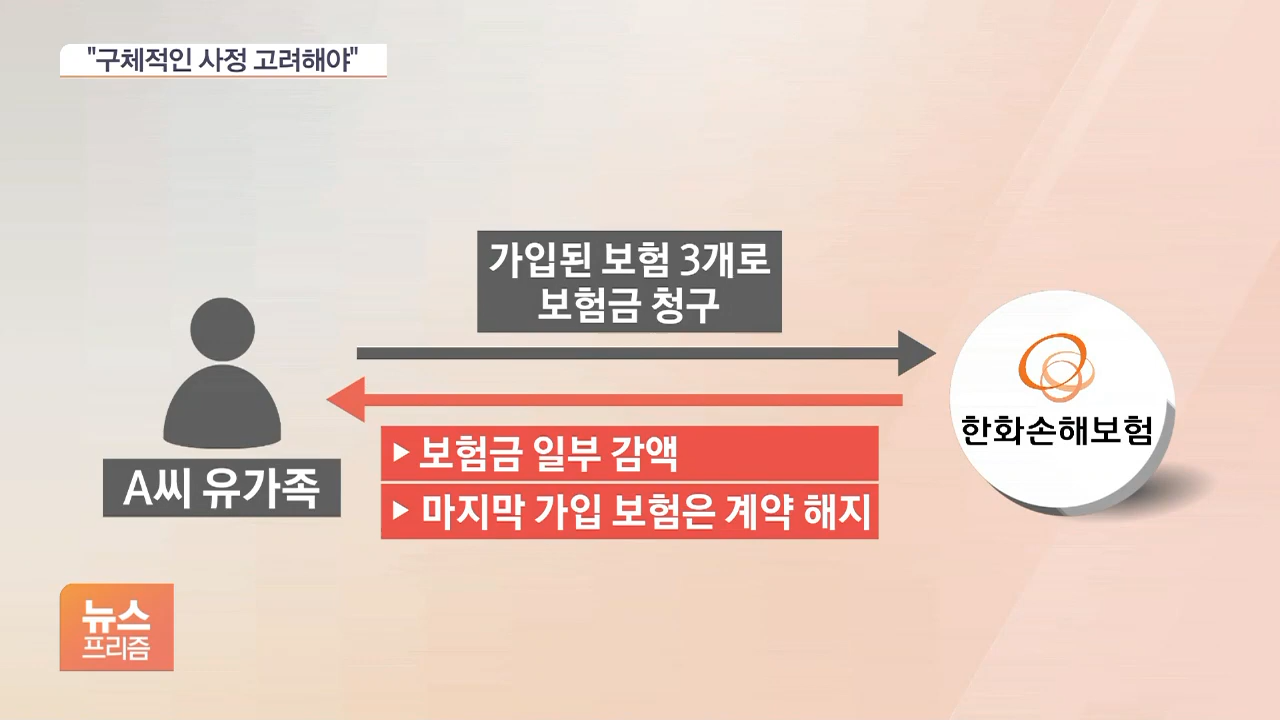 "구체적인 사정 고려해야"
가입된 보험 3개로
보험금 청구
한화손해보험
▶ 보험금 일부 감액
A씨 유가족
▶ 마지막 가입 보험은 계약 해지
뉴스
프리즘